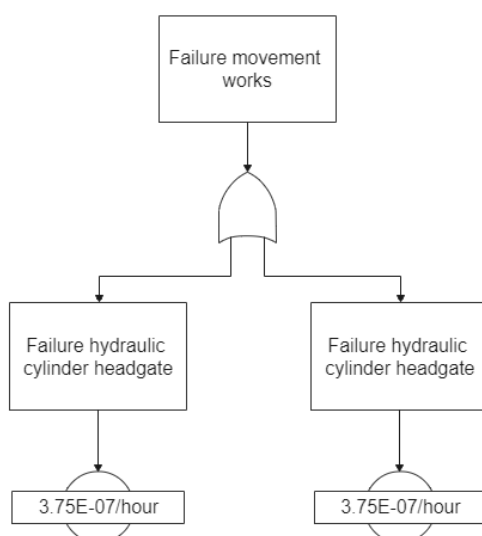 Failure movement
works
Failure hydraulic
cylinder headgate
Failure hydraulic
cylinder headgate
3.75E-07/hour
3.75E-07/hour